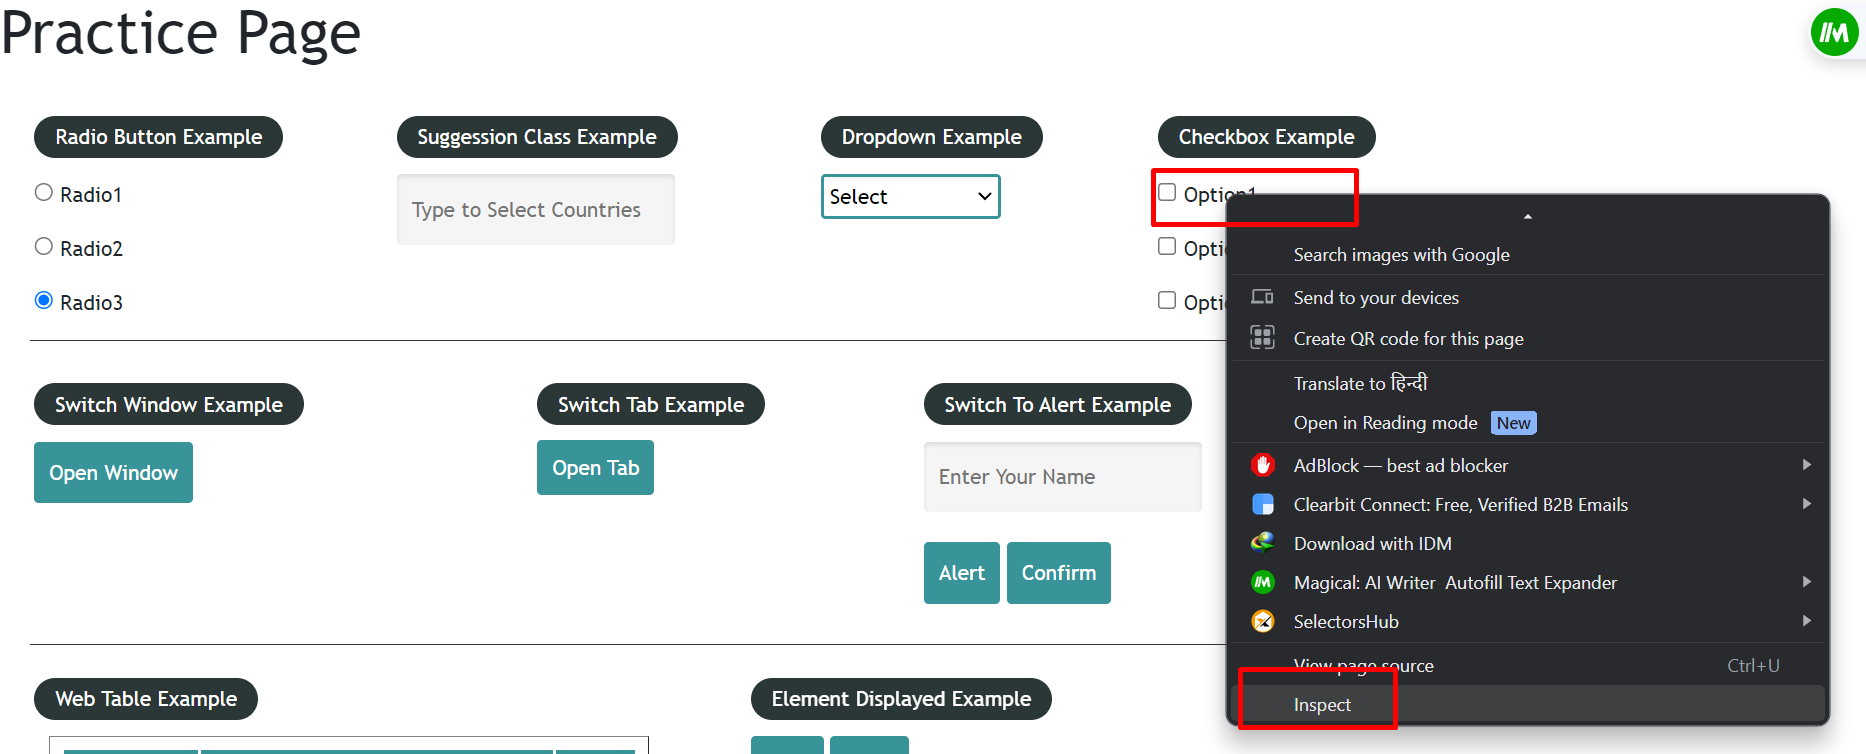 Practice Page
Radio Button Example
Suggession Class Example
Dropdown Example
Checkbox Example
Radio1
Type to Select Countries
Select
Option1
Radio2
Radio3
Search images with Google
Send to your devices
Create QR code for this page
Translate to हिन्दी
Open in Reading mode New
AdBlock — best ad blocker
Clearbit Connect: Free, Verified B2B Emails
Download with IDM
Magical: AI Writer Autofill Text Expander
SelectorsHub
View page source Ctrl+U
Inspect
Switch Window Example
Switch Tab Example
Switch To Alert Example
Open Window
Open Tab
Enter Your Name
Alert
Confirm
Web Table Example
Element Displayed Example